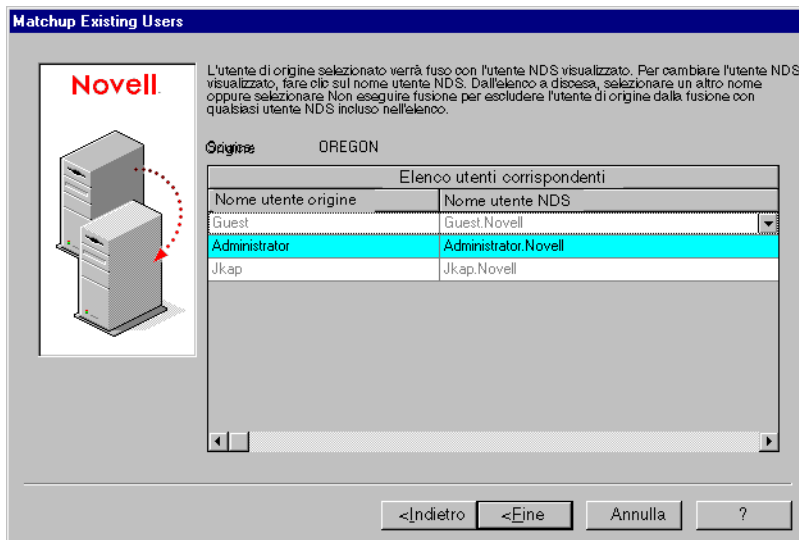 Matchup Existing Users
Novell
L'utente di origine selezionato verrà fuso con l'utente NDS visualizzato. Per cambiare l'utente NDS
visualizzato, fare clic sul nome utente NDS. Dall'elenco a discesa, selezionare un altro nome
oppure selezionare Non eseguire fusione per escludere l'utente di origine dalla fusione con
qualsiasi utente NDS incluso nell'elenco.
OREGON
Elenco utenti corrispondenti
Nome utente origine Nome utente NDS
Guest Guest.Novell
Administrator Administrator.Novell
Jkap Jkap.Novell
<Indietro <Fine Annulla ?